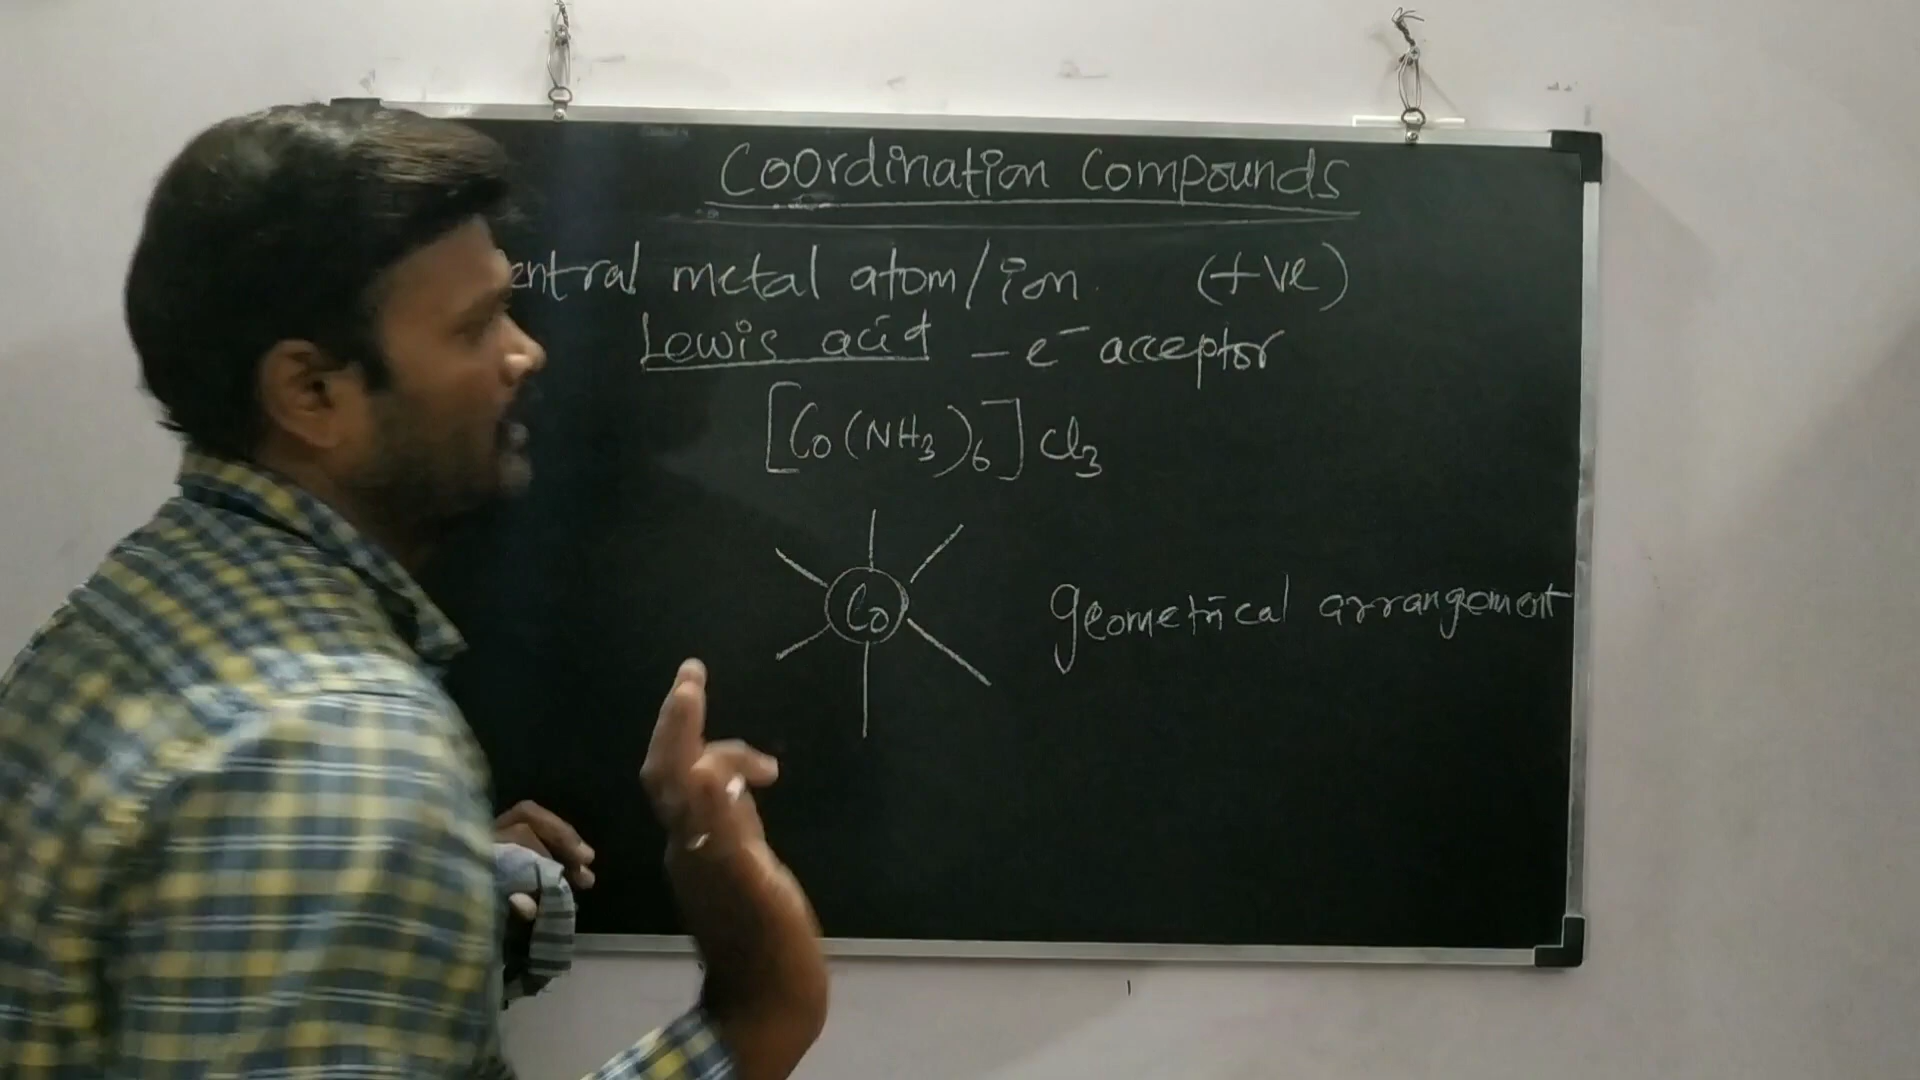 Coordination Compounds
entral metal atom/ion (+ve)
Lewis acid – e⁻ acceptor
[Co(NH₃)₆]Cl₃
Co
geometrical arrangement